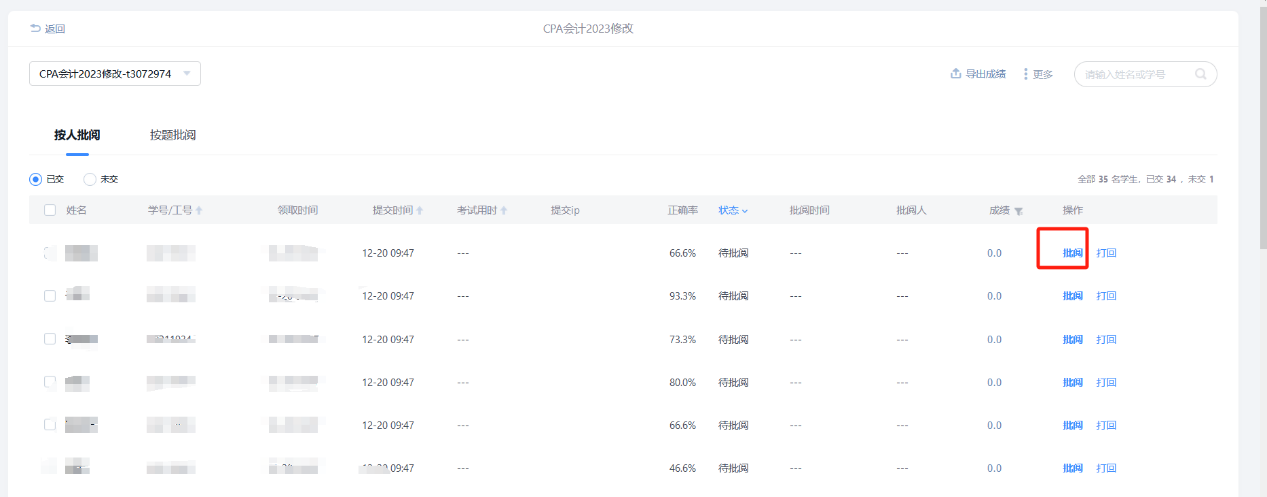 返回
CPA会计2023修改
CPA会计2023修改-t3072974
导出成绩 更多 请输入姓名或学号
按人批阅 按题批阅
已交 未交 全部 35 名学生，已交 34 ，未交 1
姓名 学号/工号 领取时间 提交时间 考试用时 提交ip 正确率 状态 批阅时间 批阅人 成绩 操作
12-20 09:47 --- 66.6% 待批阅 --- --- 0.0 批阅 打回
12-20 09:47 --- 93.3% 待批阅 --- --- 0.0 批阅 打回
12-20 09:47 --- 73.3% 待批阅 --- --- 0.0 批阅 打回
12-20 09:47 --- 80.0% 待批阅 --- --- 0.0 批阅 打回
12-20 09:47 --- 66.6% 待批阅 --- --- 0.0 批阅 打回
09:47 --- 46.6% 待批阅 --- --- 0.0 批阅 打回